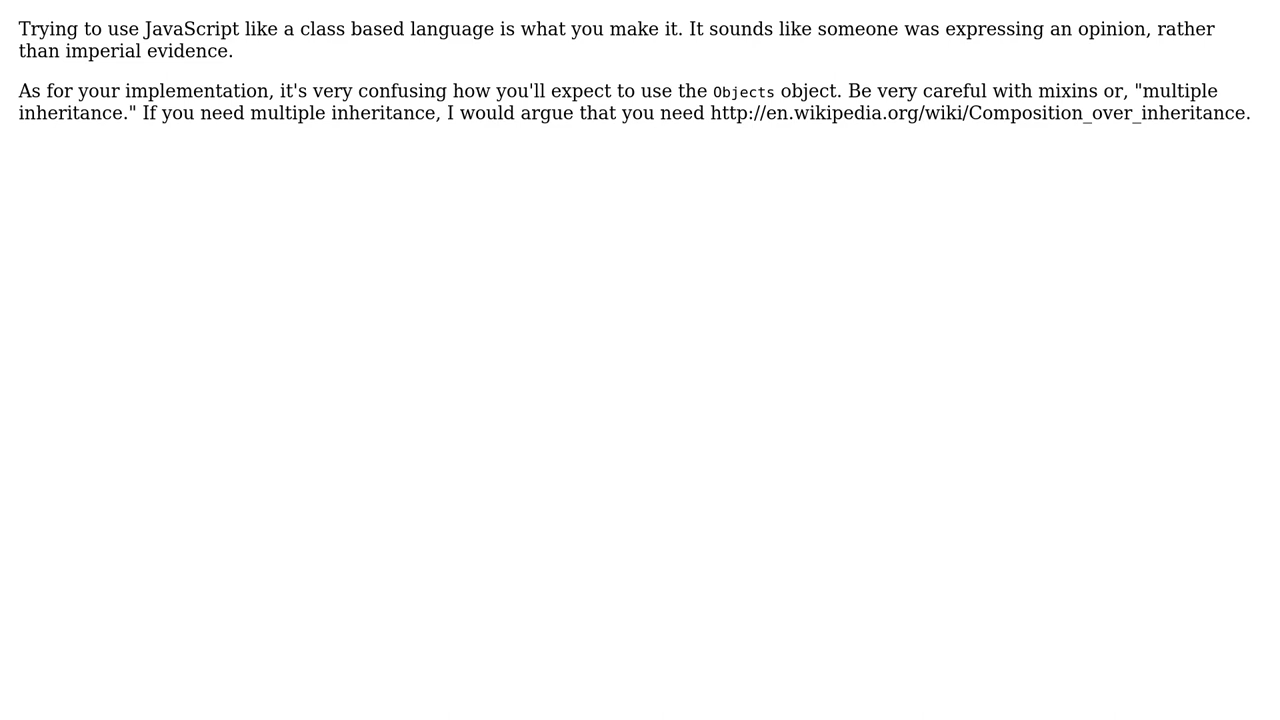 Trying to use JavaScript like a class based language is what you make it. It sounds like someone was expressing an opinion, rather
than imperial evidence.
As for your implementation, it's very confusing how you'll expect to use the Objects object. Be very careful with mixins or, "multiple
inheritance." If you need multiple inheritance, I would argue that you need http://en.wikipedia.org/wiki/Composition_over_inheritance.